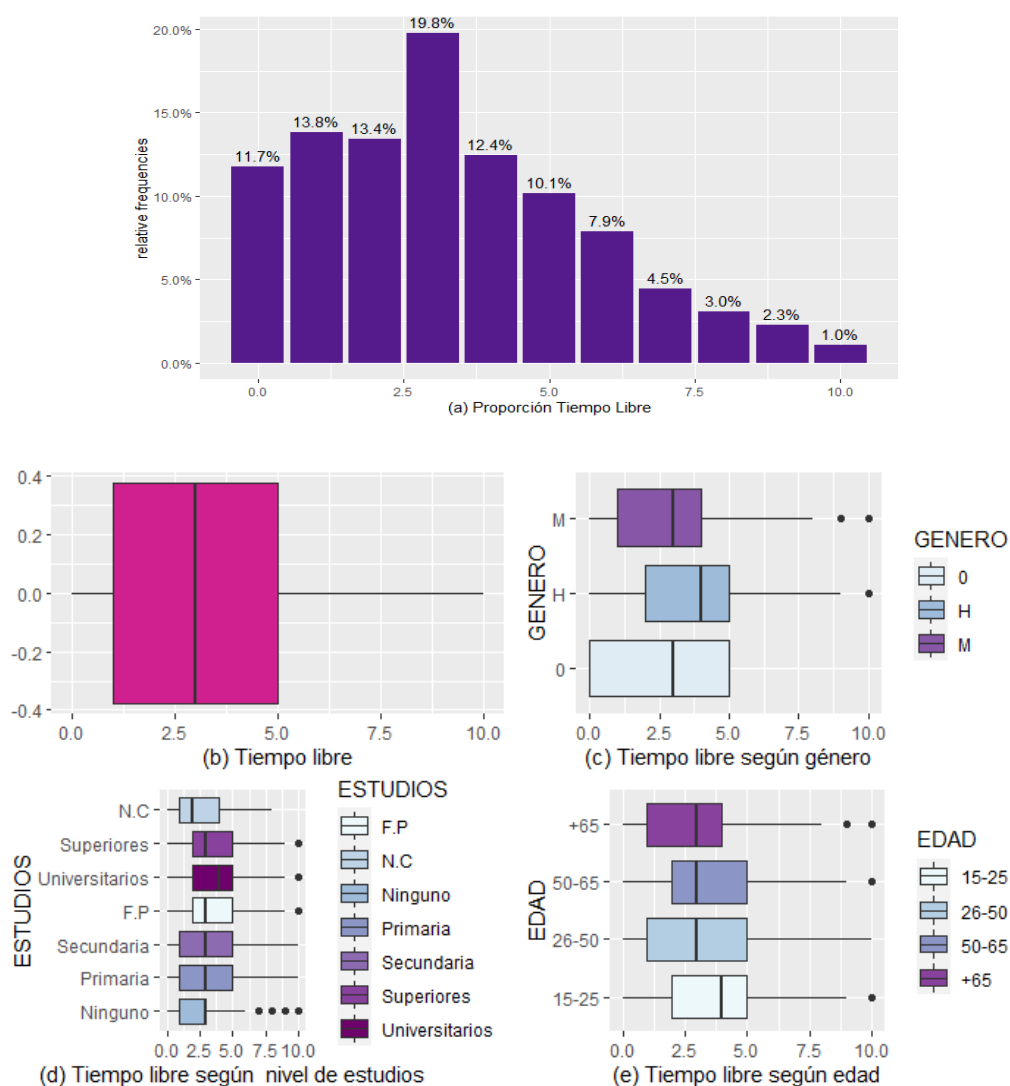 20.0%
15.0%
10.0%
5.0%
0.0%
relative frequencies
11.7%
13.8%
13.4%
19.8%
12.4%
10.1%
7.9%
4.5%
3.0%
2.3%
1.0%
0.0 2.5 5.0 7.5 10.0
(a) Proporción Tiempo Libre
0.4
0.2
0.0
-0.2
-0.4
0.0 2.5 5.0 7.5 10.0
(b) Tiempo libre
GENERO
M
H
0
0.0 2.5 5.0 7.5 10.0
(c) Tiempo libre según género
GENERO
0
H
M
ESTUDIOS
N.C
Superiores
Universitarios
F.P
Secundaria
Primaria
Ninguno
0.0 2.5 5.0 7.5 10.0
(d) Tiempo libre según nivel de estudios
ESTUDIOS
F.P
N.C
Ninguno
Primaria
Secundaria
Superiores
Universitarios
EDAD
+65
50-65
26-50
15-25
0.0 2.5 5.0 7.5 10.0
(e) Tiempo libre según edad
EDAD
15-25
26-50
50-65
+65